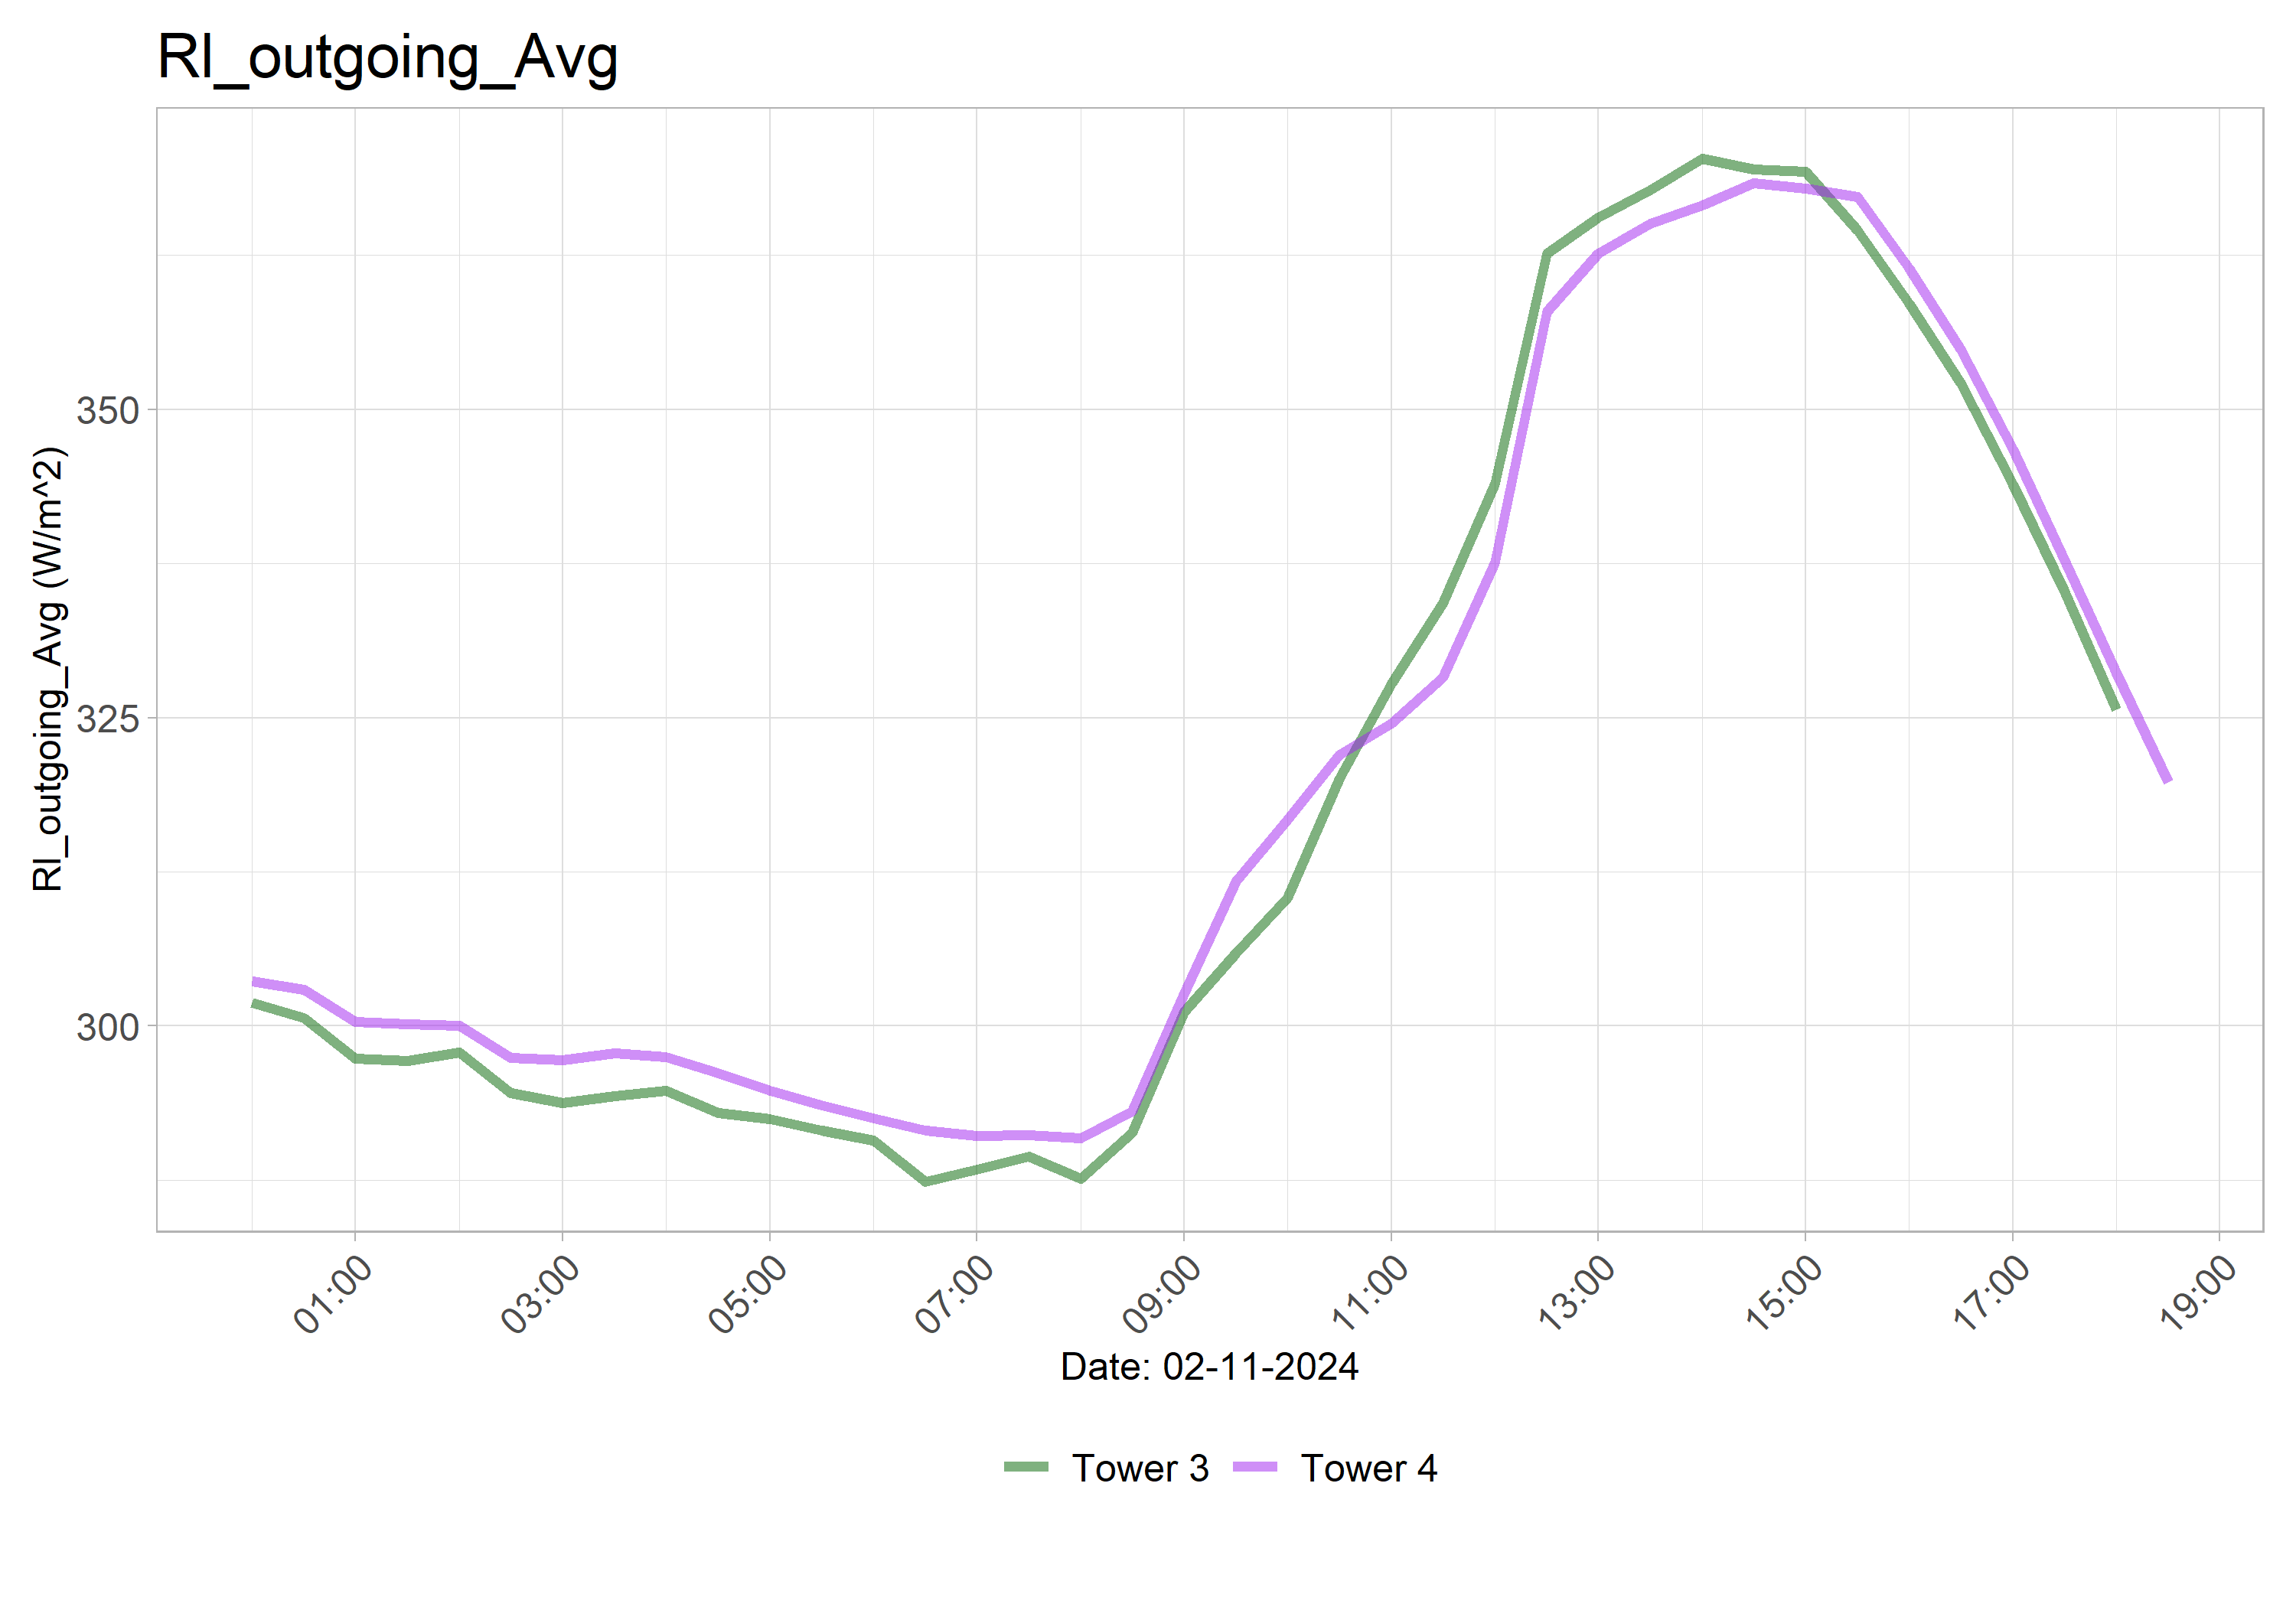 Rl_outgoing_Avg
Rl_outgoing_Avg (W/m^2)
350
325
300
01:00 03:00 05:00 07:00 09:00 11:00 13:00 15:00 17:00 19:00
Date: 02-11-2024
Tower 3 Tower 4